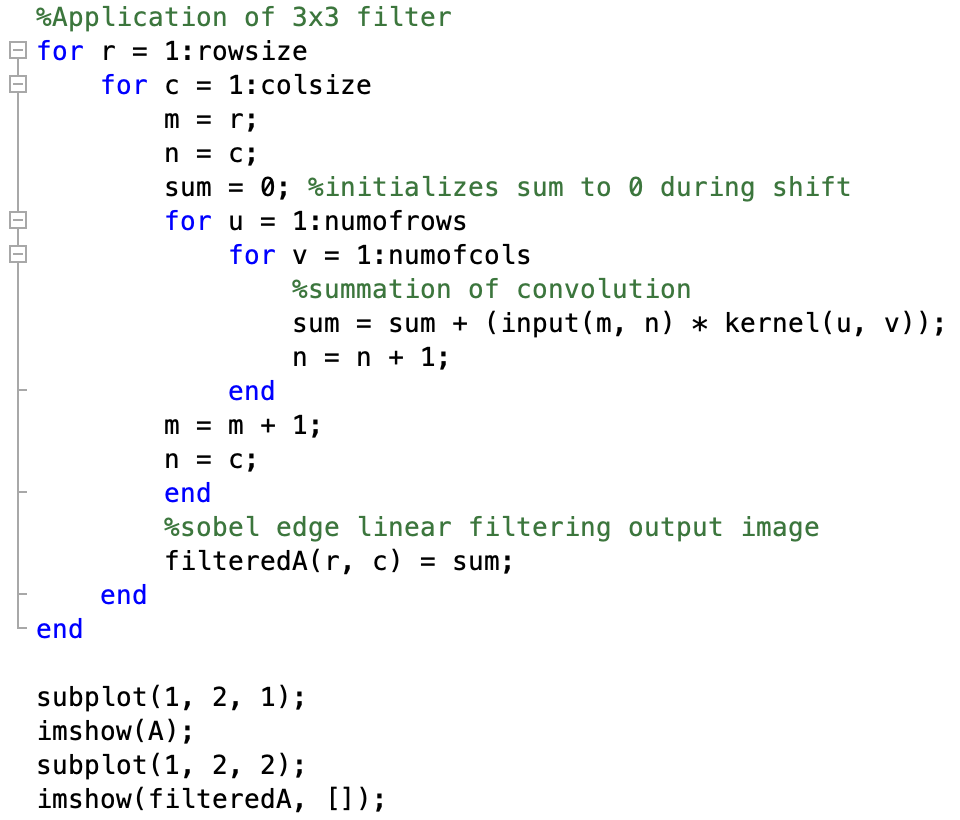 %Application of 3x3 filter
for r = 1:rowsize
    for c = 1:colsize
        m = r;
        n = c;
        sum = 0; %initializes sum to 0 during shift
        for u = 1:numofrows
            for v = 1:numofcols
                %summation of convolution
                sum = sum + (input(m, n) * kernel(u, v));
                n = n + 1;
            end
        m = m + 1;
        n = c;
        end
        %sobel edge linear filtering output image
        filteredA(r, c) = sum;
    end
end

subplot(1, 2, 1);
imshow(A);
subplot(1, 2, 2);
imshow(filteredA, []);